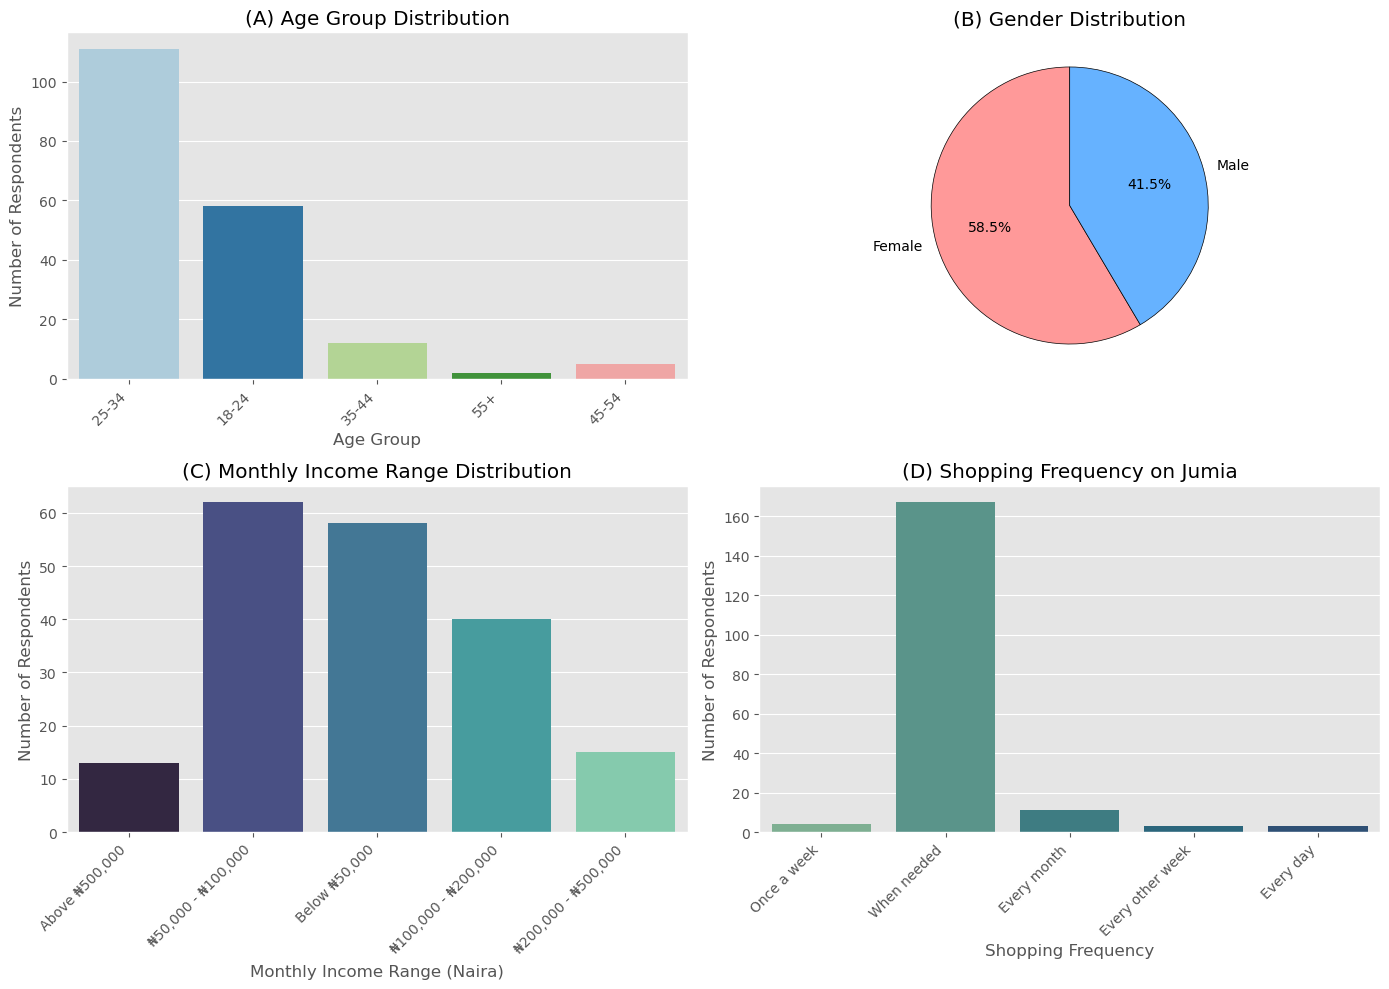 (A) Age Group Distribution
Number of Respondents
100
80
60
40
20
0
25-34
18-24
35-44
55+
45-54
Age Group
(B) Gender Distribution
Male
41.5%
58.5%
Female
(C) Monthly Income Range Distribution
Number of Respondents
60
50
40
30
20
10
0
Above ₦500,000
₦50,000 - ₦100,000
Below ₦50,000
₦100,000 - ₦200,000
₦200,000 - ₦500,000
Monthly Income Range (Naira)
(D) Shopping Frequency on Jumia
Number of Respondents
160
140
120
100
80
60
40
20
0
Once a week
When needed
Every month
Every other week
Every day
Shopping Frequency